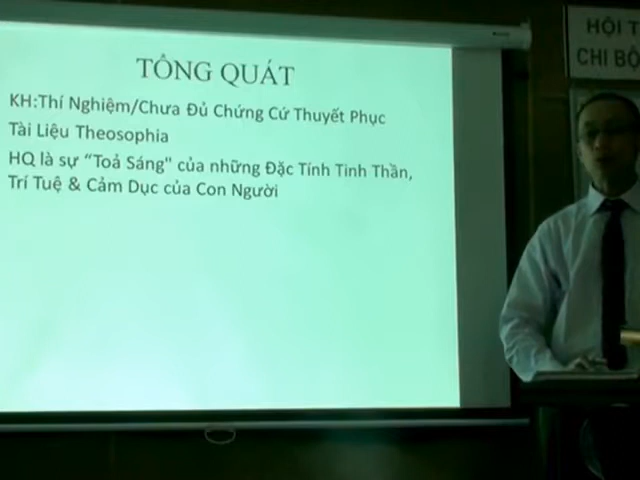 TỔNG QUÁT
KH:Thí Nghiệm/Chưa Đủ Chứng Cứ Thuyết Phục
Tài Liệu Theosophia
HQ là sự “Toả Sáng" của những Đặc Tính Tinh Thần,
Trí Tuệ & Cảm Dục của Con Người
HỘI T
CHI BỘ